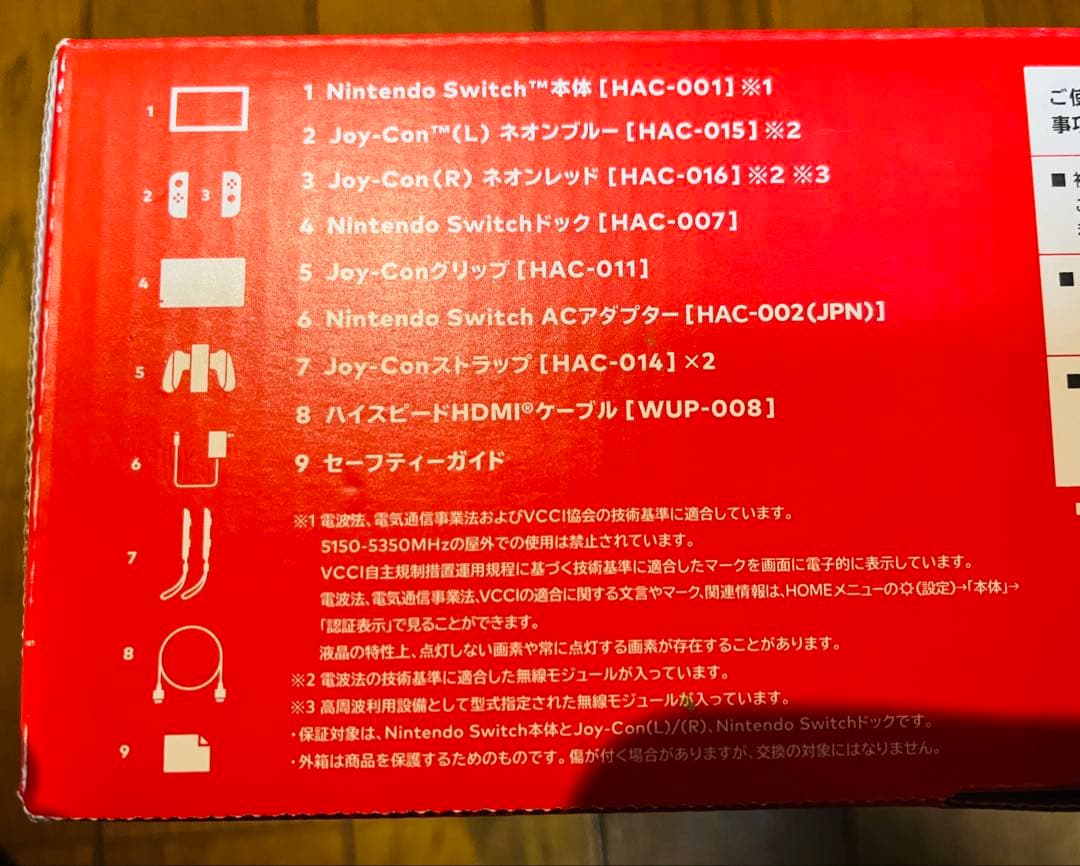 1 Nintendo Switch™本体 [HAC-001] ※1
2 Joy-Con™(L) ネオンブルー [HAC-015] ※2
3 Joy-Con(R) ネオンレッド [HAC-016] ※2 ※3
4 Nintendo Switchドック [HAC-007]
5 Joy-Conグリップ [HAC-011]
6 Nintendo Switch ACアダプター [HAC-002(JPN)]
7 Joy-Conストラップ [HAC-014] ×2
8 ハイスピードHDMI®ケーブル [WUP-008]
9 セーフティーガイド
※1 電波法、電気通信事業法およびVCCI協会の技術基準に適合しています。
5150-5350MHzの屋外での使用は禁止されています。
VCCI自主規制措置運用規程に基づく技術基準に適合したマークを画面に電子的に表示しています。
電波法、電気通信事業法、VCCIの適合に関する文言やマーク、関連情報は、HOMEメニューの(設定)→「本体」→
「認証表示」で見ることができます。
液晶の特性上、点灯しない画素や常に点灯する画素が存在することがあります。
※2 電波法の技術基準に適合した無線モジュールが入っています。
※3 高周波利用設備として型式指定された無線モジュールが入っています。
・保証対象は、Nintendo Switch本体とJoy-Con(L)/(R)、Nintendo Switchドックです。
・外箱は商品を保護するためのものです。傷が付く場合がありますが、交換の対象にはなりません。
1
2
3
4
5
6
7
8
9
ご使
事項